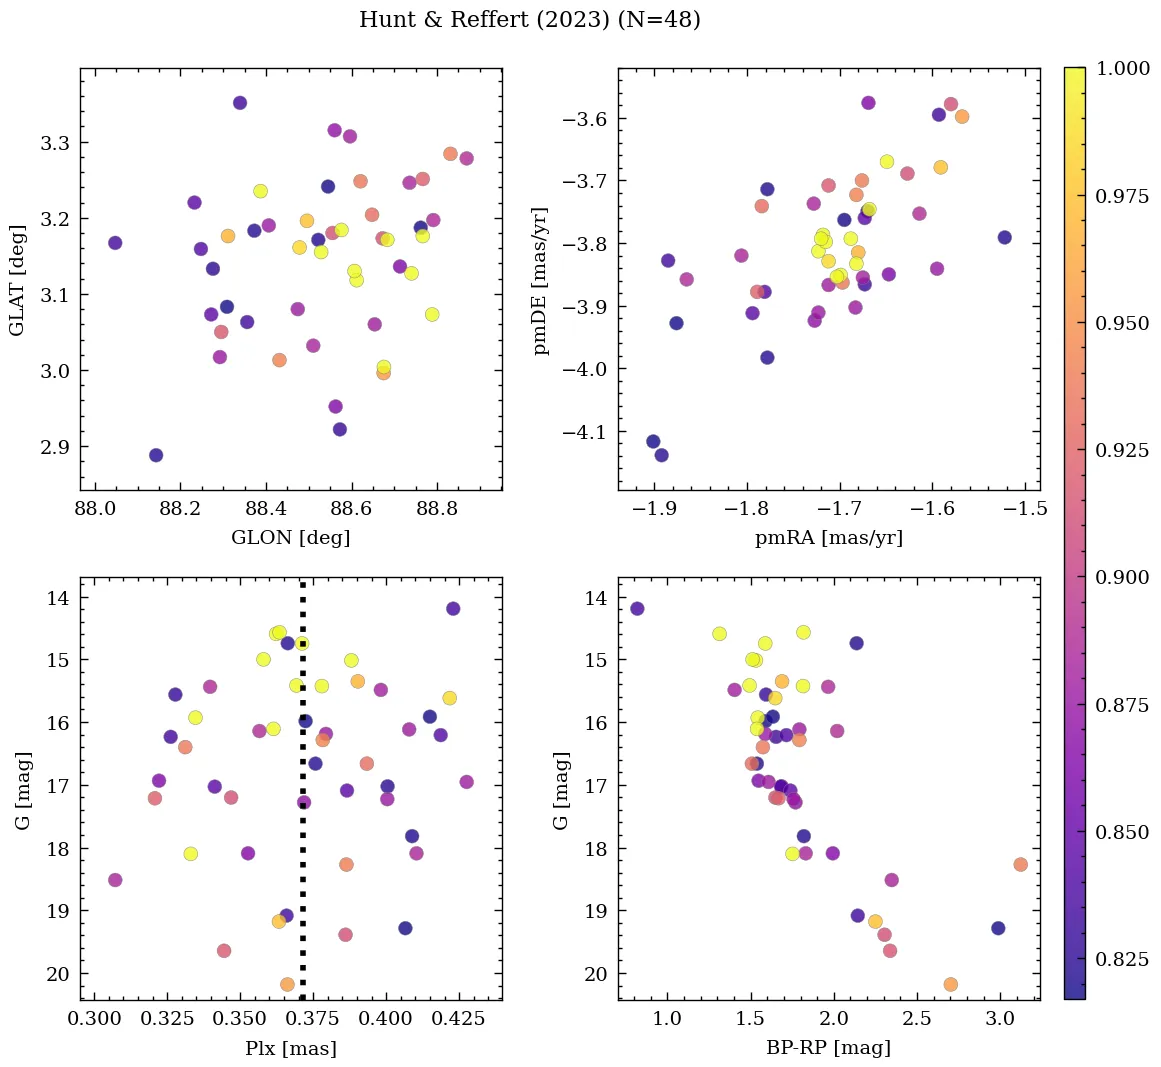 Hunt & Reffert (2023) (N=48)
3.3
3.2
3.1
3.0
2.9
GLAT [deg]
88.0 88.2 88.4 88.6 88.8
GLON [deg]
−3.6
−3.7
−3.8
−3.9
−4.0
−4.1
pmDE [mas/yr]
−1.9 −1.8 −1.7 −1.6 −1.5
pmRA [mas/yr]
14
15
16
17
18
19
20
G [mag]
0.300 0.325 0.350 0.375 0.400 0.425
Plx [mas]
14
15
16
17
18
19
20
G [mag]
1.0 1.5 2.0 2.5 3.0
BP-RP [mag]
1.000
0.975
0.950
0.925
0.900
0.875
0.850
0.825